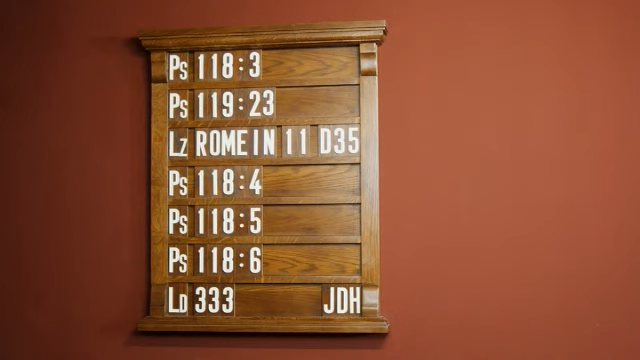 Ps 118:3
Ps 119:23
Lz ROMEIN 11 D35
Ps 118:4
Ps 118:5
Ps 118:6
LD 333 JDH